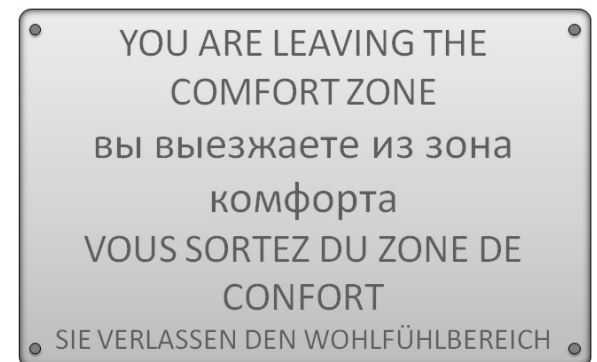 YOU ARE LEAVING THE
COMFORT ZONE
вы выезжаете из зона
комфорта
VOUS SORTEZ DU ZONE DE
CONFORT
SIE VERLASSEN DEN WOHLFÜHLBEREICH